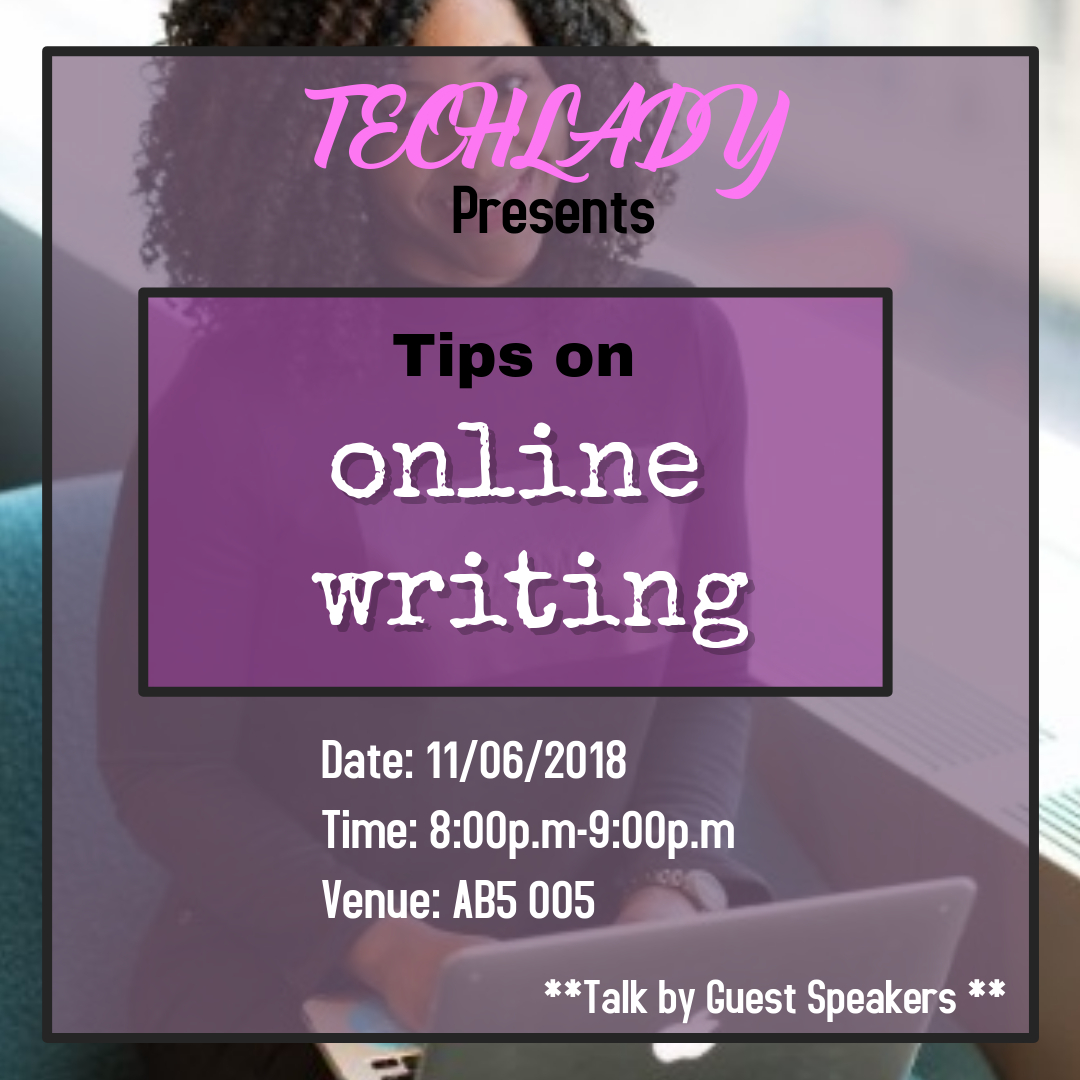 TECHLADY
Presents
Tips on
online
writing
Date: 11/06/2018
Time: 8:00p.m-9:00p.m
Venue: AB5 005
**Talk by Guest Speakers **